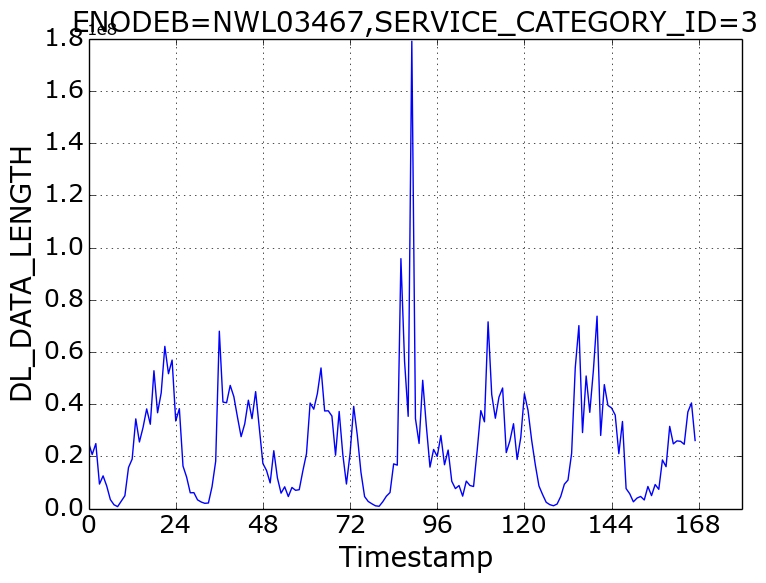 ENODEB=NWL03467,SERVICE_CATEGORY_ID=3
1e8
1.8
1.6
1.4
1.2
1.0
0.8
0.6
0.4
0.2
0.0
DL_DATA_LENGTH
0 24 48 72 96 120 144 168
Timestamp